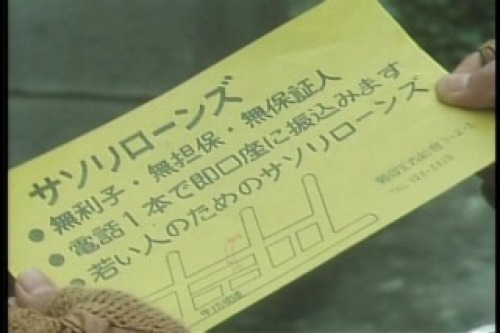 サソリローンズ
● 無利子・無担保・無保証人
● 電話1本で即口座に振込みます
● 若い人のためのサソリローンズ